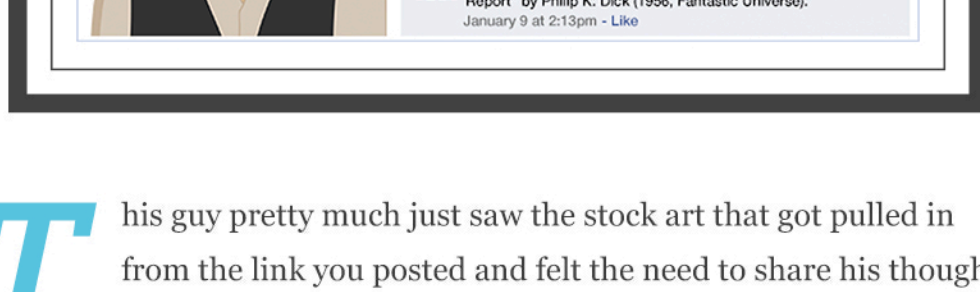 Report" by Philip K. Dick (1956, Fantastic Universe).
January 9 at 2:13pm - Like
This guy pretty much just saw the stock art that got pulled in
from the link you posted and felt the need to share his though